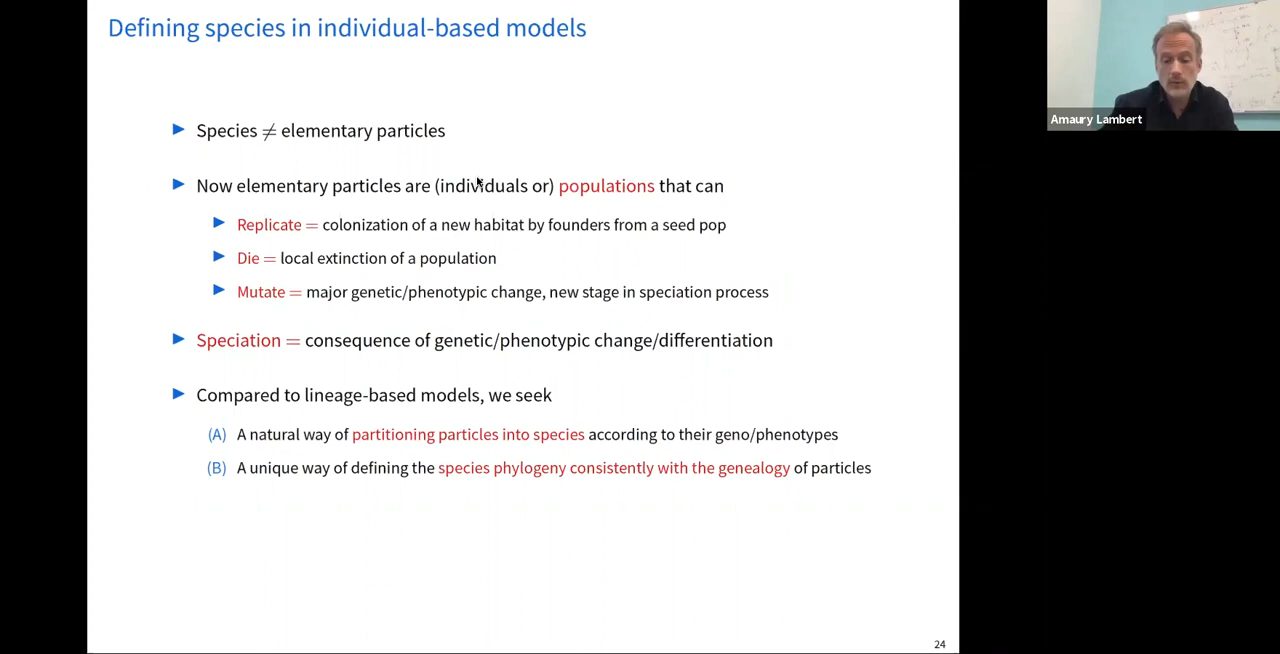 Defining species in individual-based models
Amaury Lambert
Species ≠ elementary particles
Now elementary particles are (individuals or) populations that can
Replicate = colonization of a new habitat by founders from a seed pop
Die = local extinction of a population
Mutate = major genetic/phenotypic change, new stage in speciation process
Speciation = consequence of genetic/phenotypic change/differentiation
Compared to lineage-based models, we seek
(A) A natural way of partitioning particles into species according to their geno/phenotypes
(B) A unique way of defining the species phylogeny consistently with the genealogy of particles
24